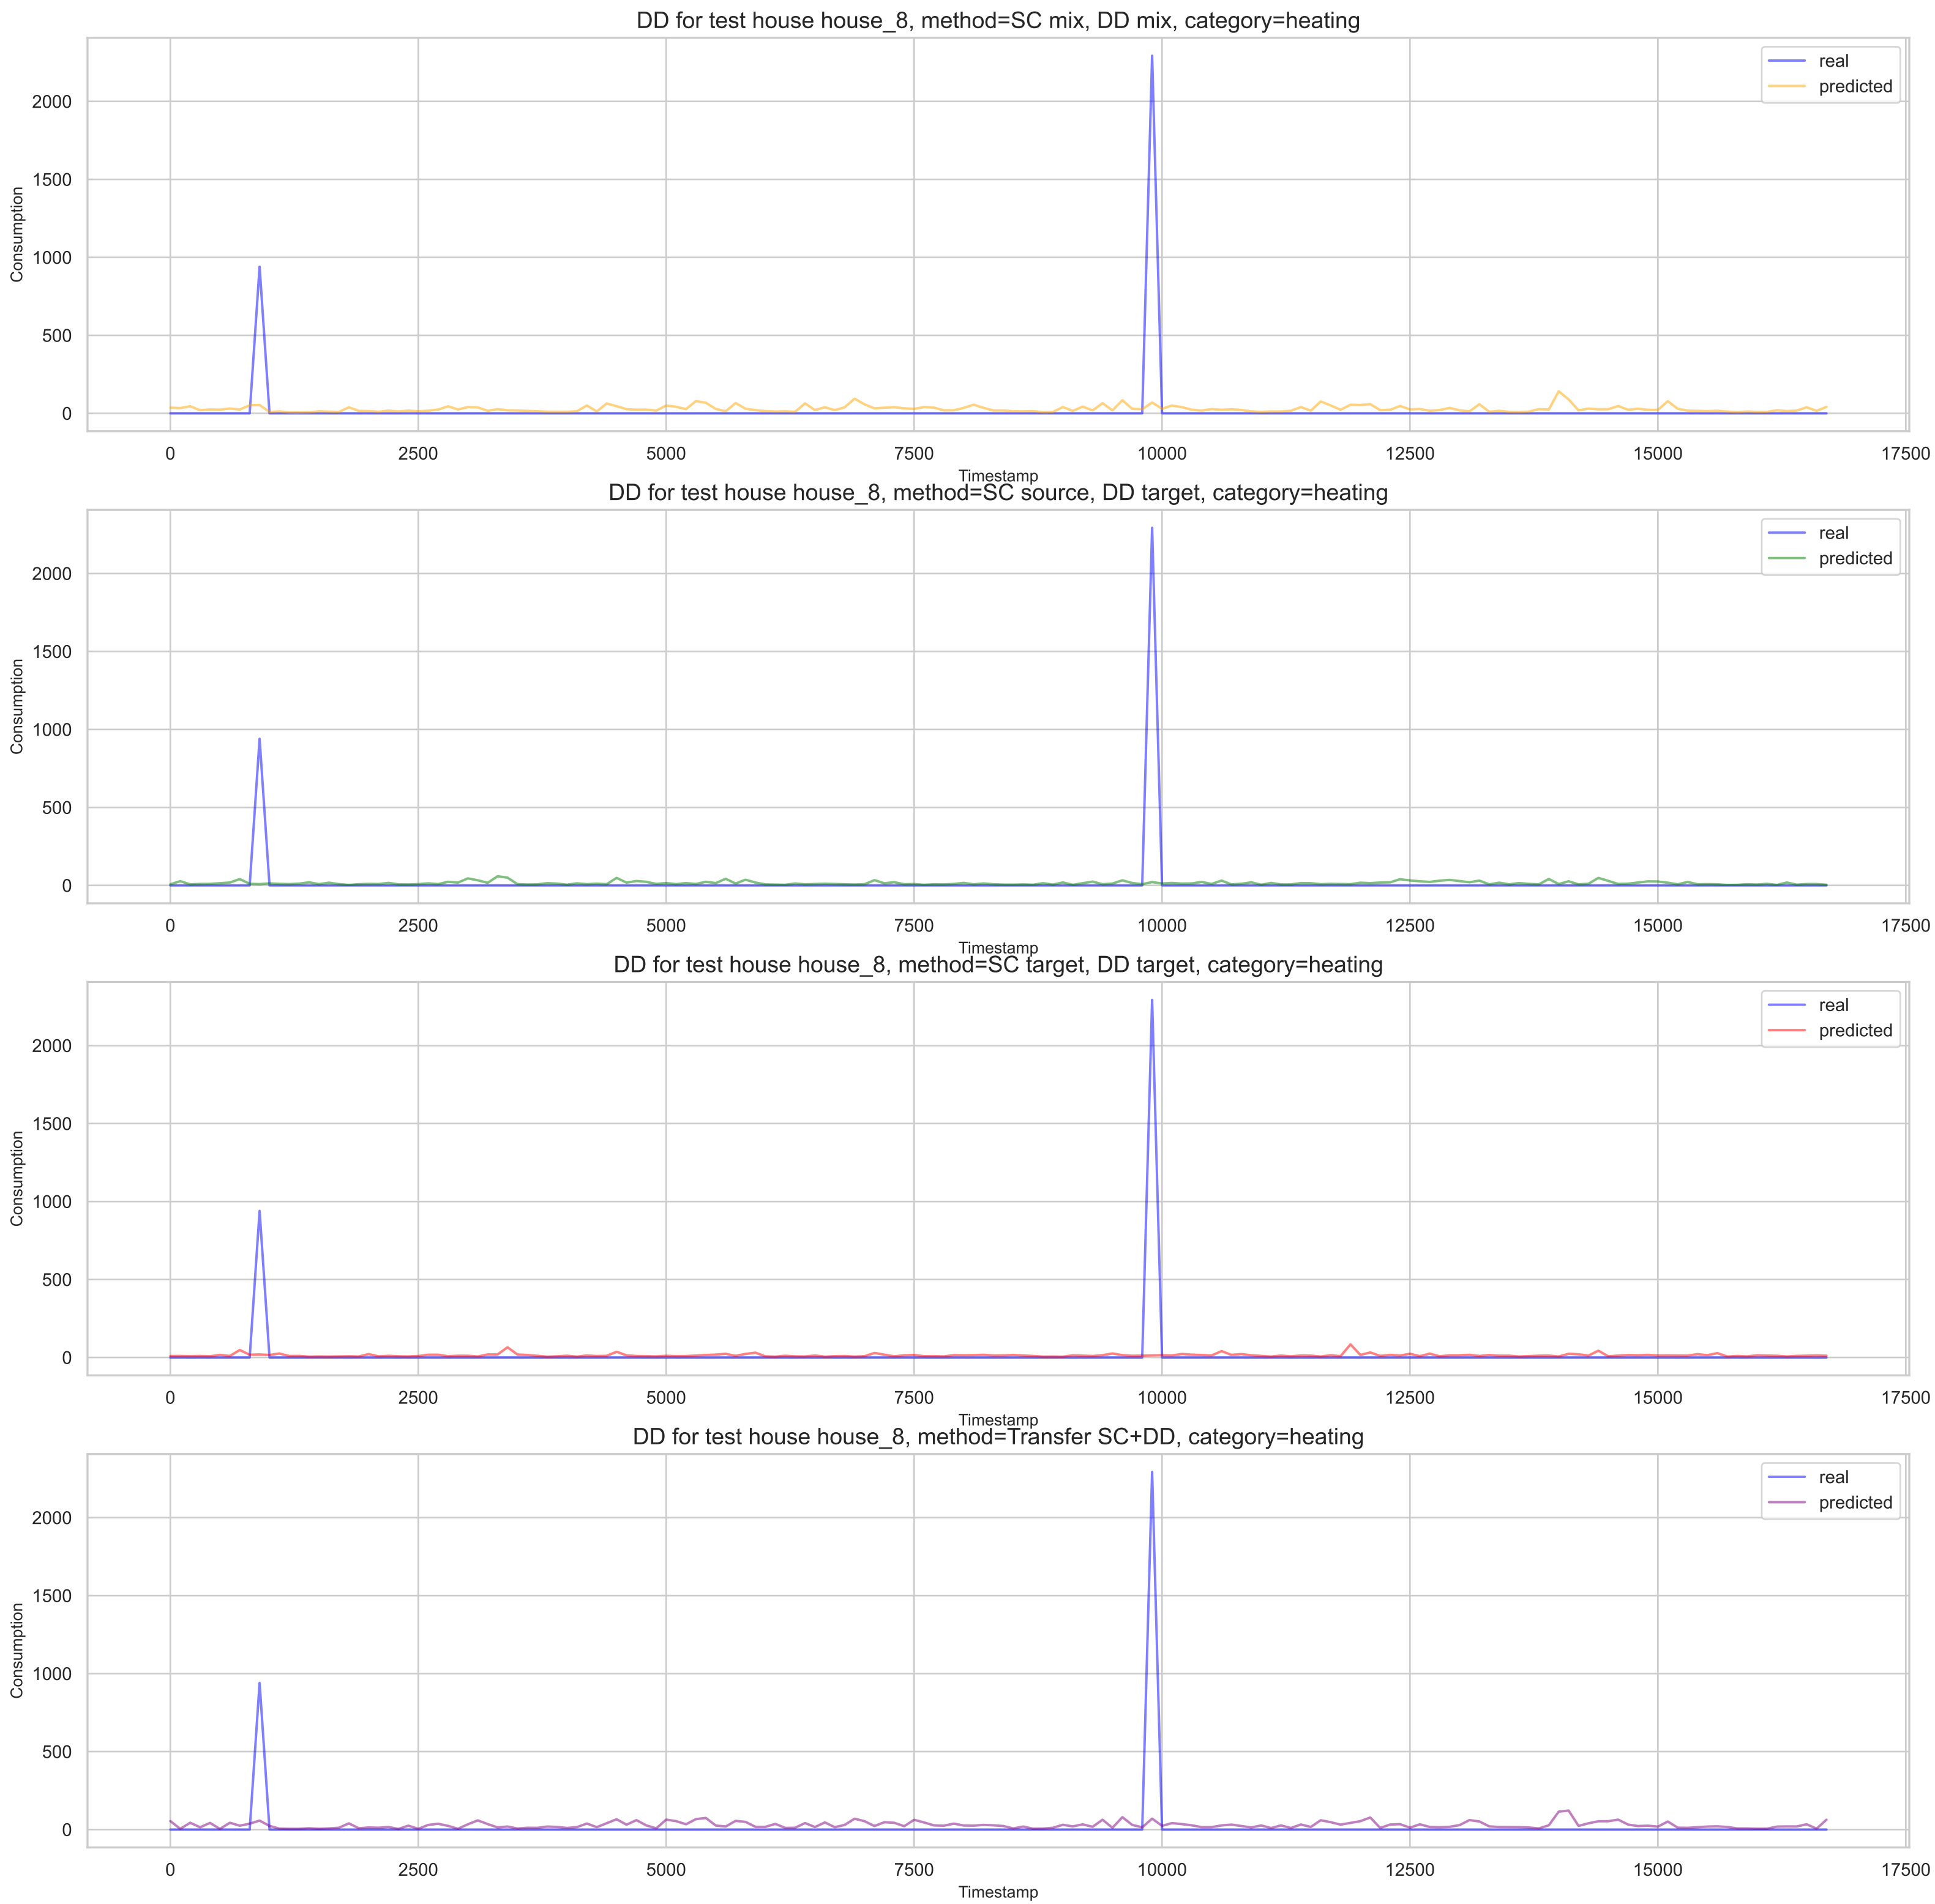 DD for test house house_8, method=SC mix, DD mix, category=heating
real
predicted
Consumption
2000
1500
1000
500
0
0 2500 5000 7500 10000 12500 15000 17500
Timestamp
DD for test house house_8, method=SC source, DD target, category=heating
real
predicted
Consumption
2000
1500
1000
500
0
0 2500 5000 7500 10000 12500 15000 17500
Timestamp
DD for test house house_8, method=SC target, DD target, category=heating
real
predicted
Consumption
2000
1500
1000
500
0
0 2500 5000 7500 10000 12500 15000 17500
Timestamp
DD for test house house_8, method=Transfer SC+DD, category=heating
real
predicted
Consumption
2000
1500
1000
500
0
0 2500 5000 7500 10000 12500 15000 17500
Timestamp